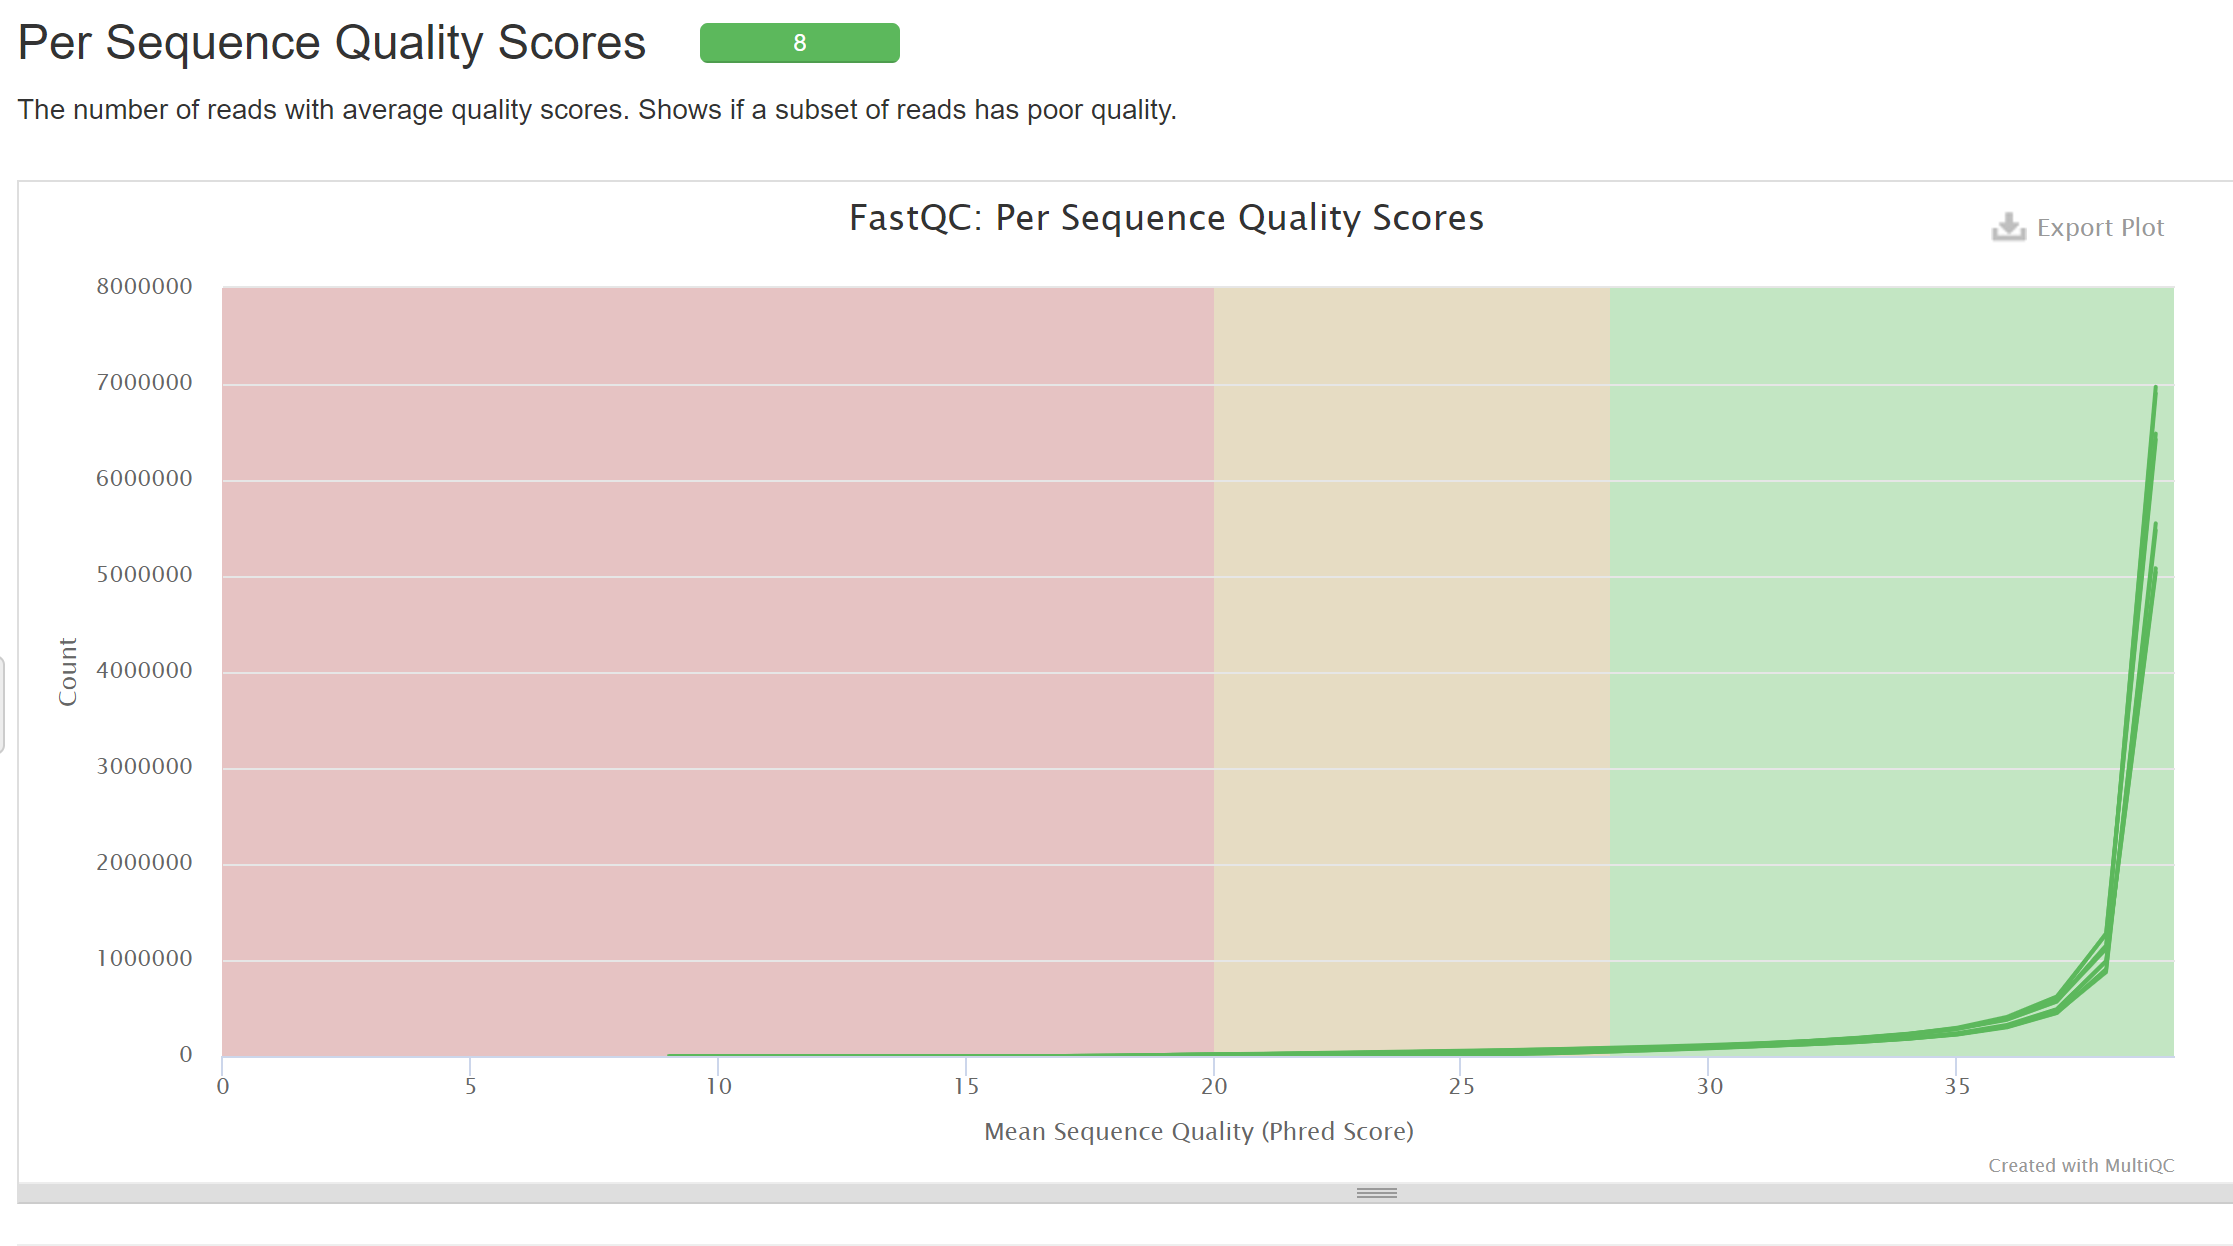 Per Sequence Quality Scores 8
The number of reads with average quality scores. Shows if a subset of reads has poor quality.
FastQC: Per Sequence Quality Scores
Export Plot
8000000
7000000
6000000
5000000
4000000
3000000
2000000
1000000
0
Count
0 5 10 15 20 25 30 35
Mean Sequence Quality (Phred Score)
Created with MultiQC